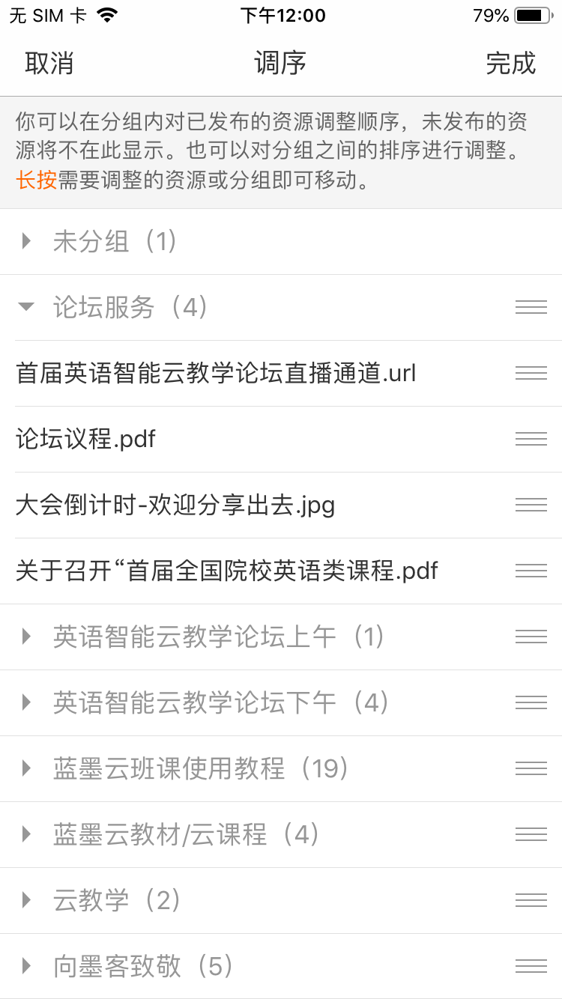 无 SIM 卡 下午12:00 79%
取消 调序 完成
你可以在分组内对已发布的资源调整顺序，未发布的资
源将不在此显示。也可以对分组之间的排序进行调整。
长按需要调整的资源或分组即可移动。
未分组（1）
论坛服务（4）
首届英语智能云教学论坛直播通道.url
论坛议程.pdf
大会倒计时-欢迎分享出去.jpg
关于召开“首届全国院校英语类课程.pdf
英语智能云教学论坛上午（1）
英语智能云教学论坛下午（4）
蓝墨云班课使用教程（19）
蓝墨云教材/云课程（4）
云教学（2）
向墨客致敬（5）